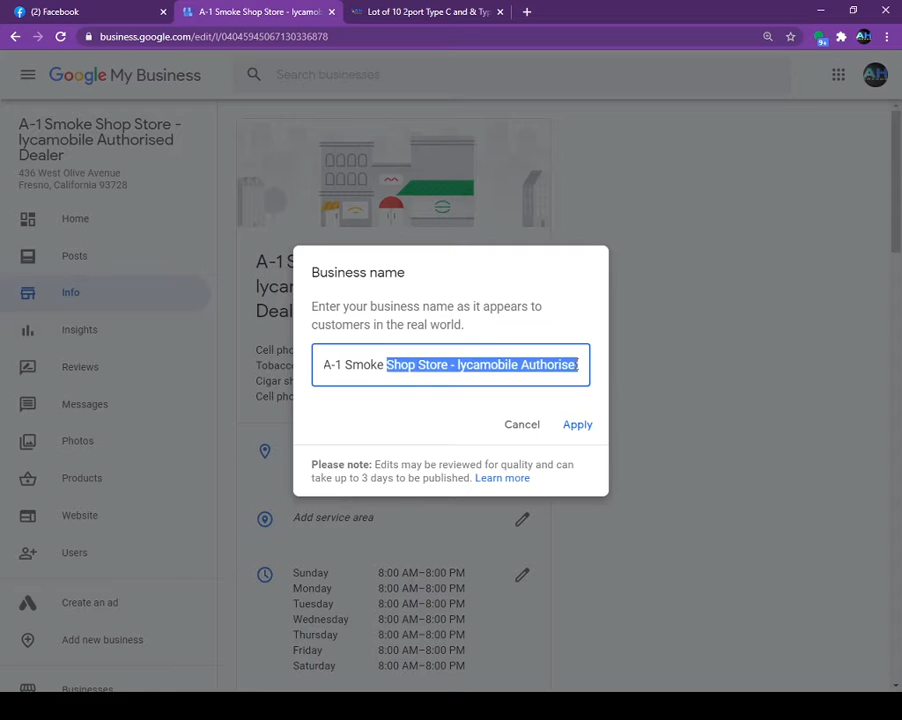 (2) Facebook
A-1 Smoke Shop Store - lycamob
Lot of 10 2port Type C and & Typ
business.google.com/edit/l/04045945067130336878
9+
AH
Google My Business
Search businesses
AH
A-1 Smoke Shop Store -
lycamobile Authorised
Dealer
436 West Olive Avenue
Fresno, California 93728
Home
Posts
Info
Insights
Reviews
Messages
Photos
Products
Website
Users
Create an ad
Add new business
Businesses
A-1 S
lycam
Deale
Cell pho
Tobacco
Cigar sh
Cell pho
Business name
Enter your business name as it appears to
customers in the real world.
A-1 Smoke Shop Store - lycamobile Authorise
Cancel
Apply
Please note: Edits may be reviewed for quality and can
take up to 3 days to be published. Learn more
Add service area
Sunday 8:00 AM–8:00 PM
Monday 8:00 AM–8:00 PM
Tuesday 8:00 AM–8:00 PM
Wednesday 8:00 AM–8:00 PM
Thursday 8:00 AM–8:00 PM
Friday 8:00 AM–8:00 PM
Saturday 8:00 AM–8:00 PM